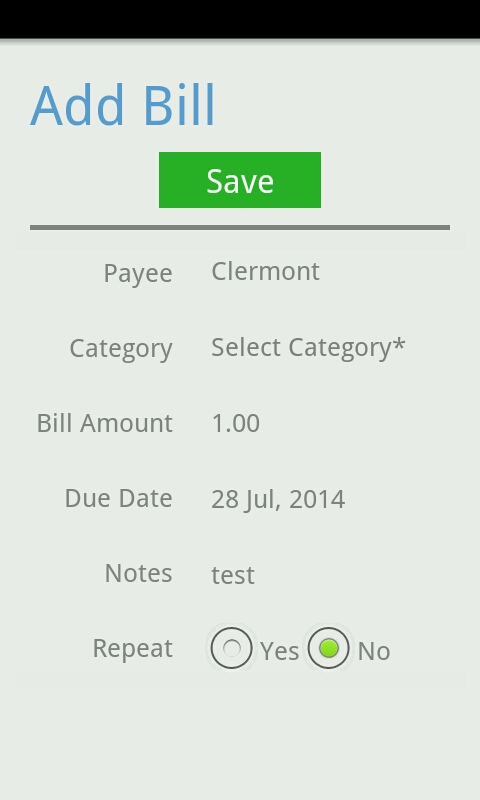 Add Bill
Save
Payee Clermont
Category Select Category*
Bill Amount 1.00
Due Date 28 Jul, 2014
Notes test
Repeat Yes No